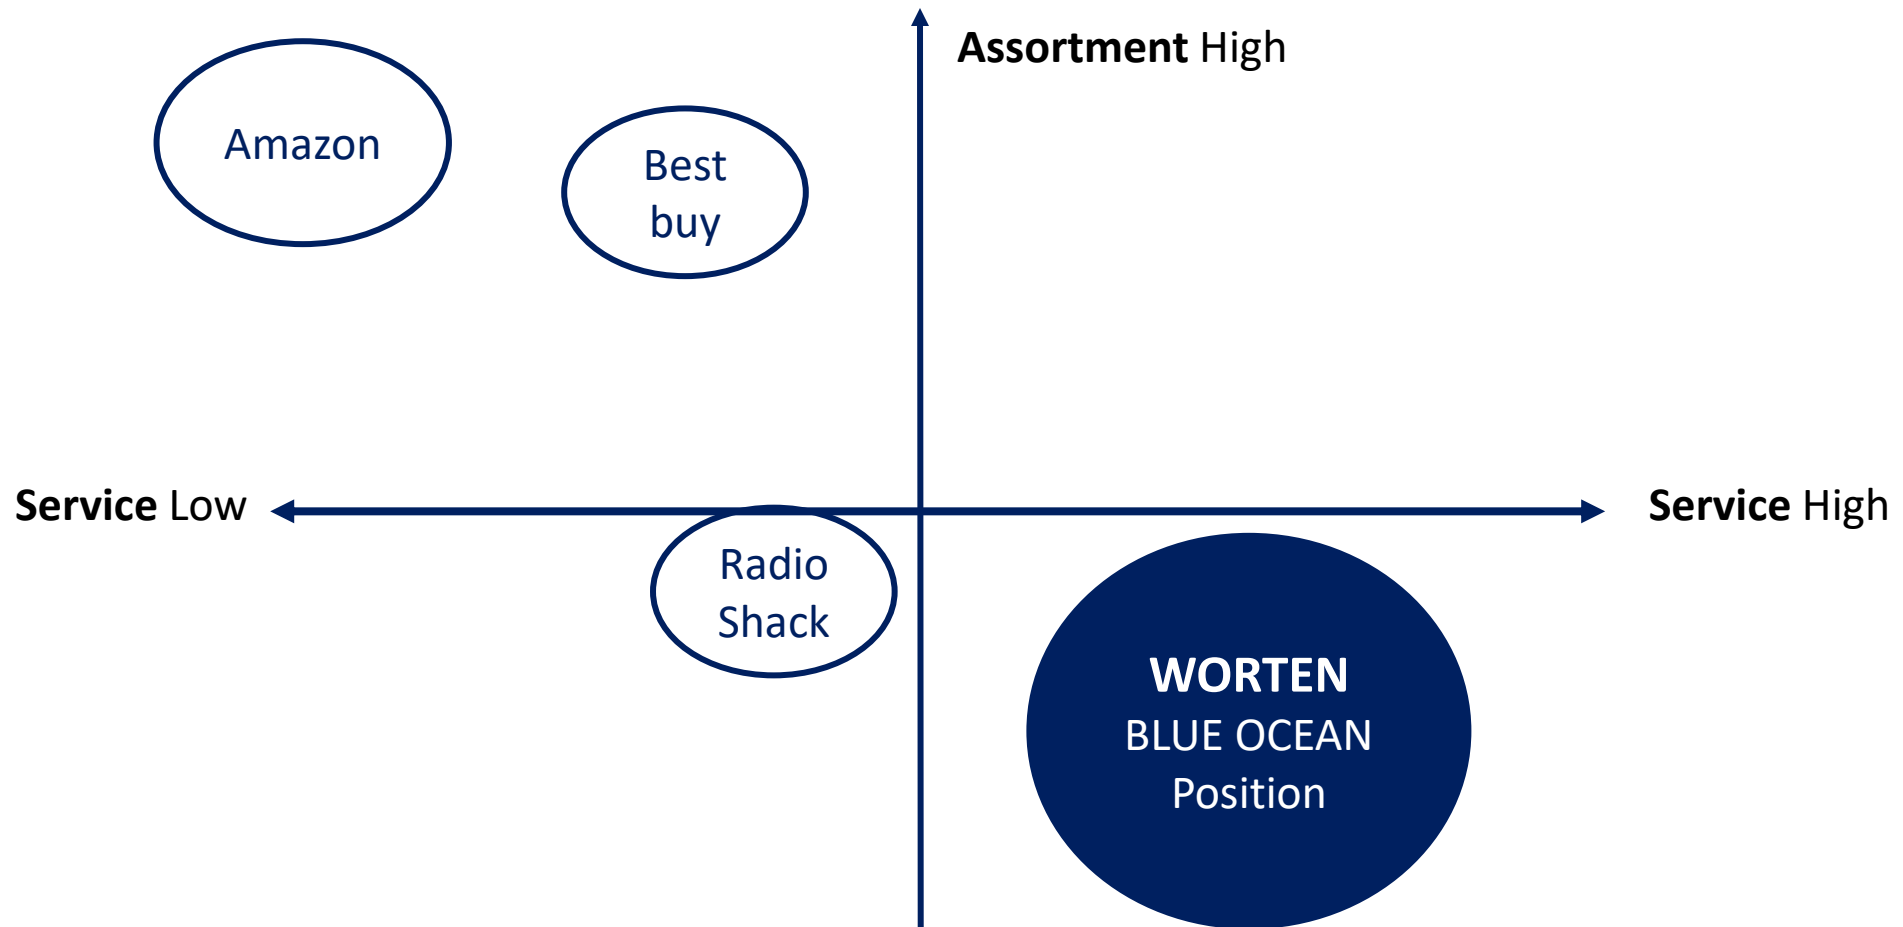 Assortment High
Amazon
Best
buy
Service Low
Service High
Radio
Shack
WORTEN
BLUE OCEAN
Position